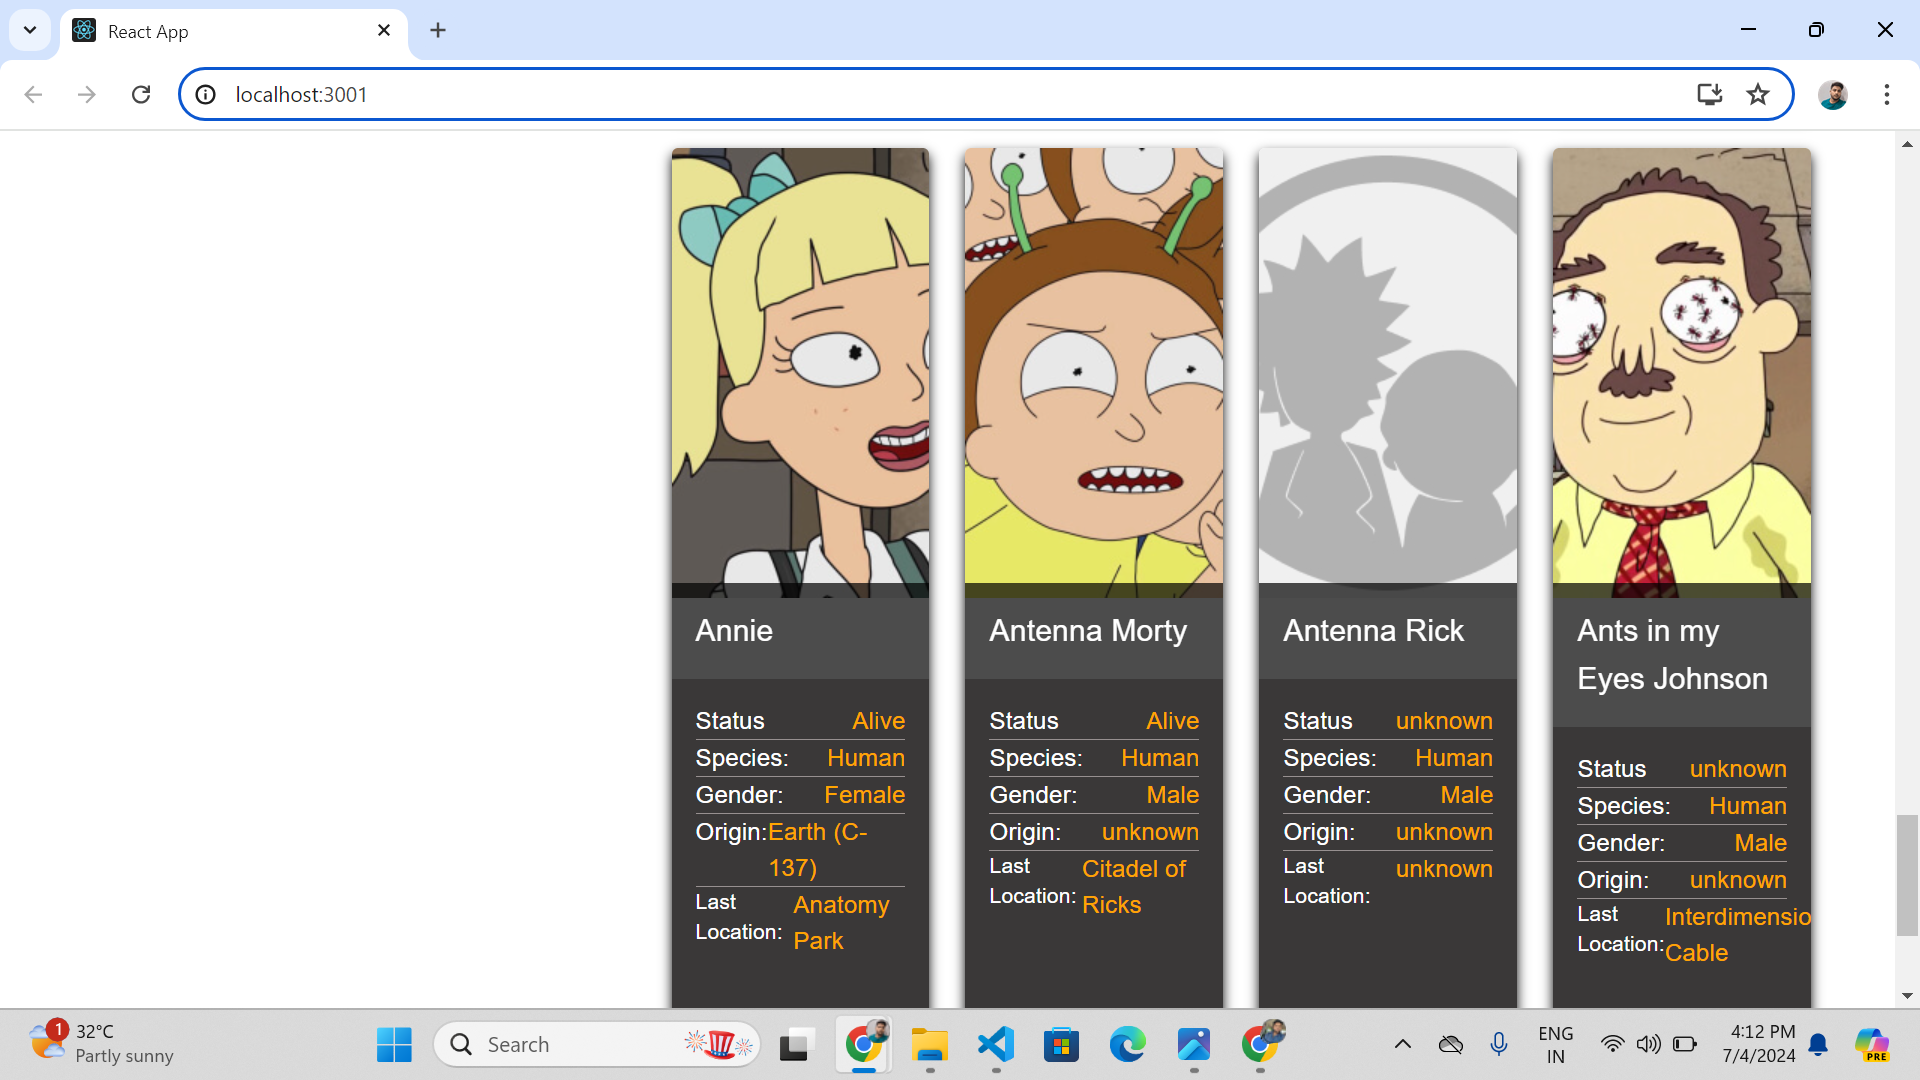 React App
localhost:3001
Annie
Status Alive
Species: Human
Gender: Female
Origin: Earth (C-
137)
Last Anatomy
Location: Park
Antenna Morty
Status Alive
Species: Human
Gender: Male
Origin: unknown
Last Citadel of
Location: Ricks
Antenna Rick
Status unknown
Species: Human
Gender: Male
Origin: unknown
Last unknown
Location:
Ants in my
Eyes Johnson
Status unknown
Species: Human
Gender: Male
Origin: unknown
Last Interdimensio
Location: Cable
1
32°C
Partly sunny
Search
ENG
IN
4:12 PM
7/4/2024
PRE